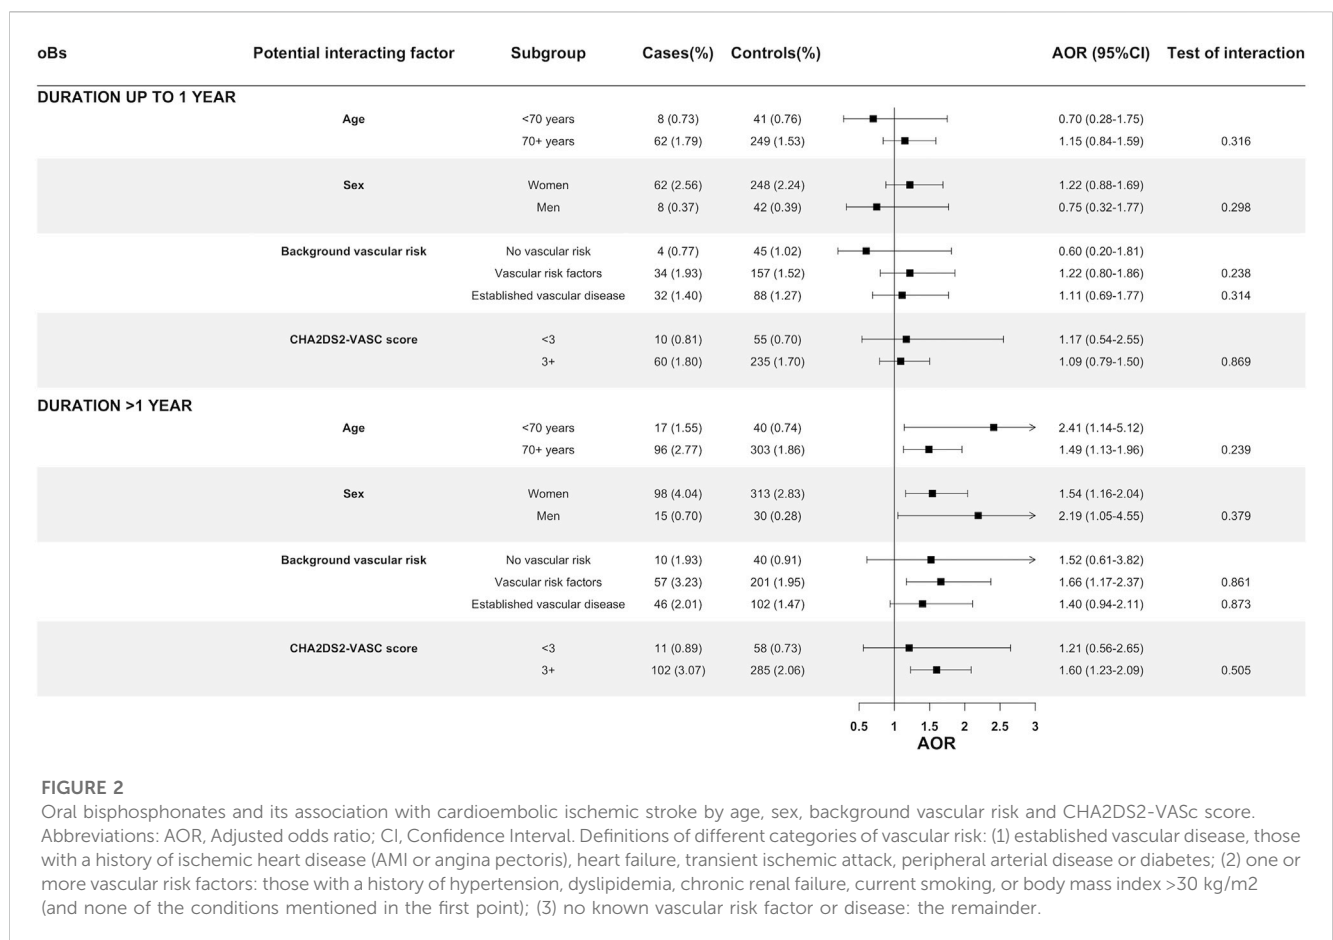 oBs Potential interacting factor Subgroup Cases(%) Controls(%) AOR (95%CI) Test of interaction
DURATION UP TO 1 YEAR
Age <70 years 8 (0.73) 41 (0.76) 0.70 (0.28-1.75)
70+ years 62 (1.79) 249 (1.53) 1.15 (0.84-1.59) 0.316
Sex Women 62 (2.56) 248 (2.24) 1.22 (0.88-1.69)
Men 8 (0.37) 42 (0.39) 0.75 (0.32-1.77) 0.298
Background vascular risk No vascular risk 4 (0.77) 45 (1.02) 0.60 (0.20-1.81)
Vascular risk factors 34 (1.93) 157 (1.52) 1.22 (0.80-1.86) 0.238
Established vascular disease 32 (1.40) 88 (1.27) 1.11 (0.69-1.77) 0.314
CHA2DS2-VASC score <3 10 (0.81) 55 (0.70) 1.17 (0.54-2.55)
3+ 60 (1.80) 235 (1.70) 1.09 (0.79-1.50) 0.869
DURATION >1 YEAR
Age <70 years 17 (1.55) 40 (0.74) 2.41 (1.14-5.12)
70+ years 96 (2.77) 303 (1.86) 1.49 (1.13-1.96) 0.239
Sex Women 98 (4.04) 313 (2.83) 1.54 (1.16-2.04)
Men 15 (0.70) 30 (0.28) 2.19 (1.05-4.55) 0.379
Background vascular risk No vascular risk 10 (1.93) 40 (0.91) 1.52 (0.61-3.82)
Vascular risk factors 57 (3.23) 201 (1.95) 1.66 (1.17-2.37) 0.861
Established vascular disease 46 (2.01) 102 (1.47) 1.40 (0.94-2.11) 0.873
CHA2DS2-VASC score <3 11 (0.89) 58 (0.73) 1.21 (0.56-2.65)
3+ 102 (3.07) 285 (2.06) 1.60 (1.23-2.09) 0.505
0.5 1 1.5 2 2.5 3
AOR
FIGURE 2
Oral bisphosphonates and its association with cardioembolic ischemic stroke by age, sex, background vascular risk and CHA2DS2-VASc score.
Abbreviations: AOR, Adjusted odds ratio; CI, Confidence Interval. Definitions of different categories of vascular risk: (1) established vascular disease, those
with a history of ischemic heart disease (AMI or angina pectoris), heart failure, transient ischemic attack, peripheral arterial disease or diabetes; (2) one or
more vascular risk factors: those with a history of hypertension, dyslipidemia, chronic renal failure, current smoking, or body mass index >30 kg/m2
(and none of the conditions mentioned in the first point); (3) no known vascular risk factor or disease: the remainder.